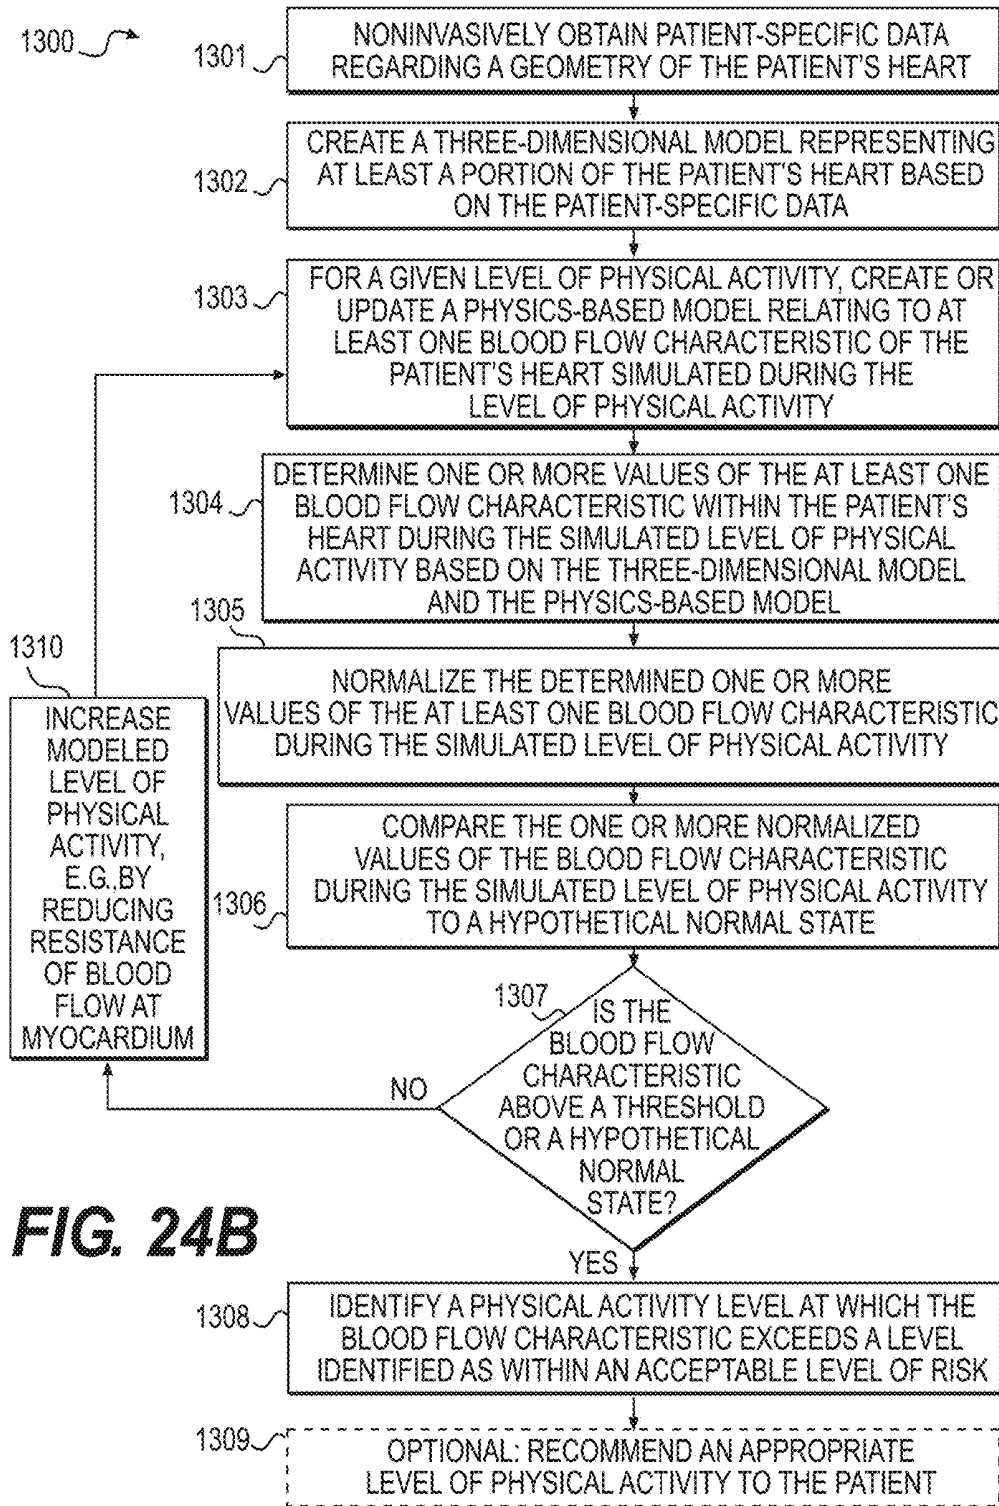 1300
1301
NONINVASIVELY OBTAIN PATIENT-SPECIFIC DATA
REGARDING A GEOMETRY OF THE PATIENT'S HEART
1302
CREATE A THREE-DIMENSIONAL MODEL REPRESENTING
AT LEAST A PORTION OF THE PATIENT'S HEART BASED
ON THE PATIENT-SPECIFIC DATA
1303
FOR A GIVEN LEVEL OF PHYSICAL ACTIVITY, CREATE OR
UPDATE A PHYSICS-BASED MODEL RELATING TO AT
LEAST ONE BLOOD FLOW CHARACTERISTIC OF THE
PATIENT'S HEART SIMULATED DURING THE
LEVEL OF PHYSICAL ACTIVITY
1304
DETERMINE ONE OR MORE VALUES OF THE AT LEAST ONE
BLOOD FLOW CHARACTERISTIC WITHIN THE PATIENT'S
HEART DURING THE SIMULATED LEVEL OF PHYSICAL
ACTIVITY BASED ON THE THREE-DIMENSIONAL MODEL
AND THE PHYSICS-BASED MODEL
1305
NORMALIZE THE DETERMINED ONE OR MORE
VALUES OF THE AT LEAST ONE BLOOD FLOW CHARACTERISTIC
DURING THE SIMULATED LEVEL OF PHYSICAL ACTIVITY
1310
INCREASE
MODELED
LEVEL OF
PHYSICAL
ACTIVITY,
E.G.,BY
REDUCING
RESISTANCE
OF BLOOD
FLOW AT
MYOCARDIUM
1306
COMPARE THE ONE OR MORE NORMALIZED
VALUES OF THE BLOOD FLOW CHARACTERISTIC
DURING THE SIMULATED LEVEL OF PHYSICAL ACTIVITY
TO A HYPOTHETICAL NORMAL STATE
1307
IS THE
BLOOD FLOW
CHARACTERISTIC
ABOVE A THRESHOLD
OR A HYPOTHETICAL
NORMAL
STATE?
NO
YES
FIG. 24B
1308
IDENTIFY A PHYSICAL ACTIVITY LEVEL AT WHICH THE
BLOOD FLOW CHARACTERISTIC EXCEEDS A LEVEL
IDENTIFIED AS WITHIN AN ACCEPTABLE LEVEL OF RISK
1309
OPTIONAL: RECOMMEND AN APPROPRIATE
LEVEL OF PHYSICAL ACTIVITY TO THE PATIENT